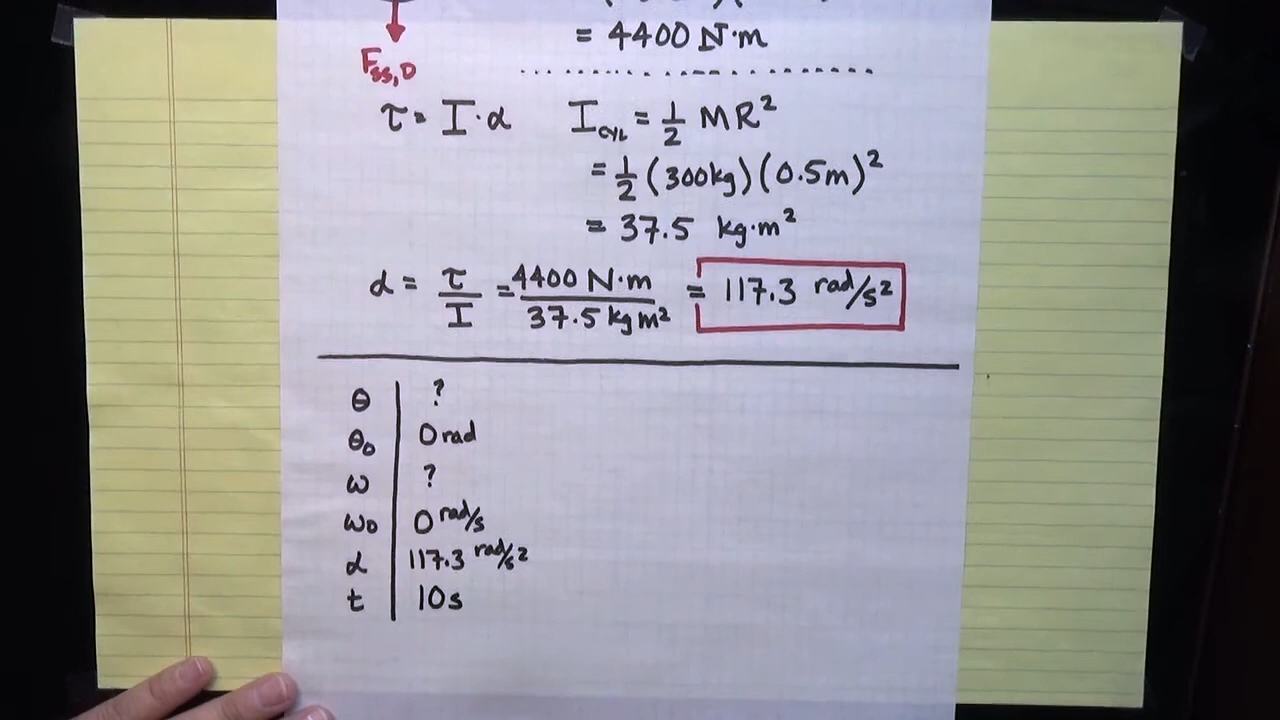 = 4400 N·m
F_SS,D
τ = I·α
I_CYL = 1/2 MR²
= 1/2 (300kg)(0.5m)²
= 37.5 kg·m²
α = τ/I = 4400 N·m / 37.5 kg m² = 117.3 rad/s²
θ | ?
θ₀ | 0 rad
ω | ?
ω₀ | 0 rad/s
α | 117.3 rad/s²
t | 10s